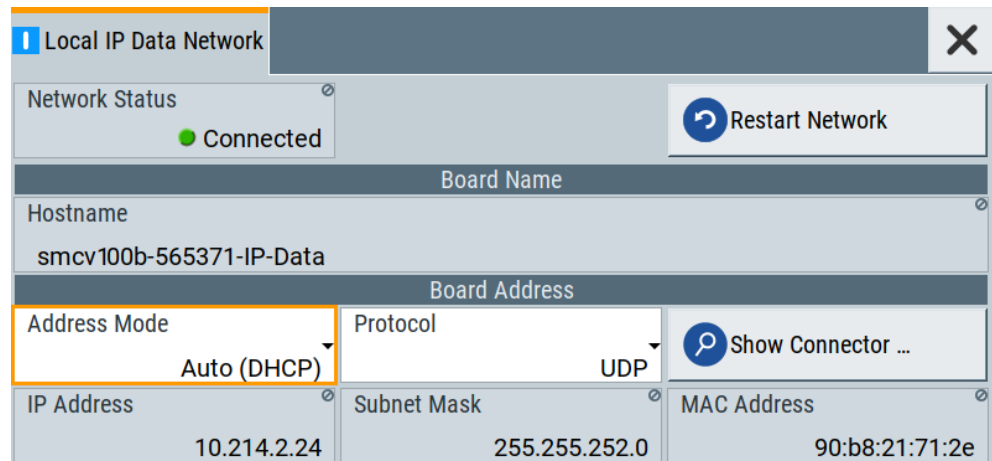 Local IP Data Network
Network Status
Connected
Restart Network
Board Name
Hostname
smcv100b-565371-IP-Data
Board Address
Address Mode
Auto (DHCP)
Protocol
UDP
Show Connector ...
IP Address
10.214.2.24
Subnet Mask
255.255.252.0
MAC Address
90:b8:21:71:2e